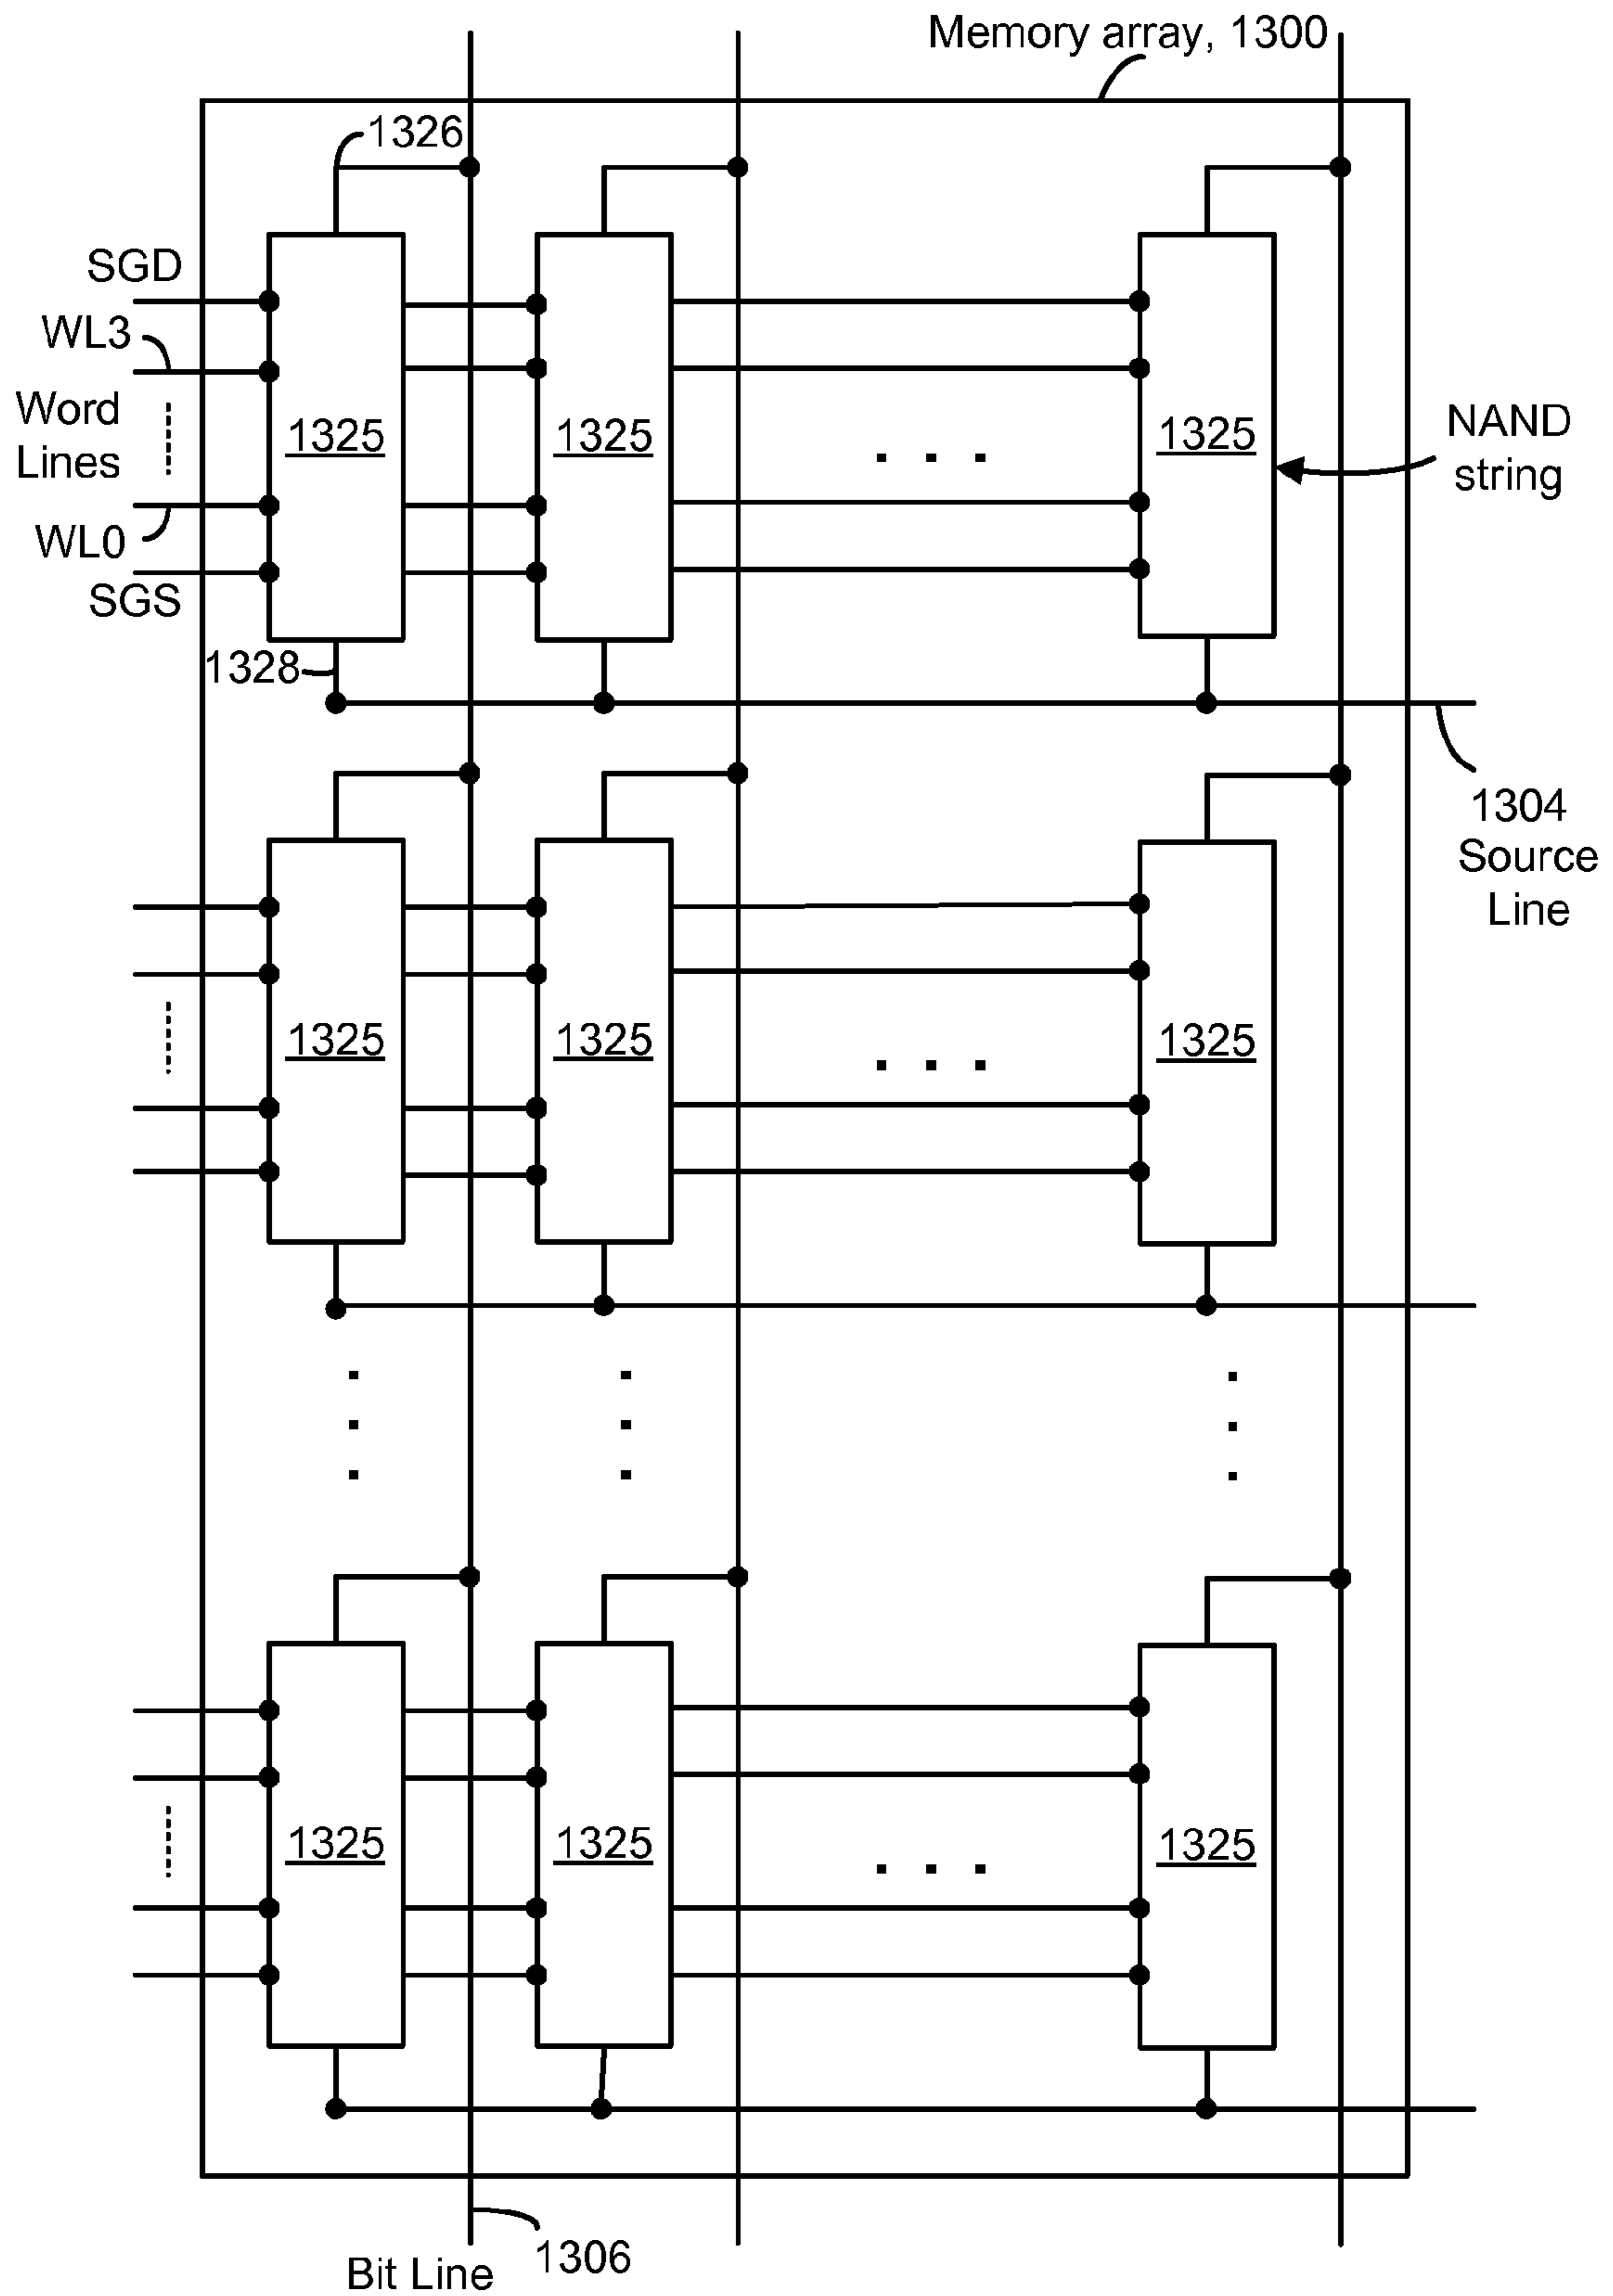 Memory array, 1300
1326
SGD
WL3
Word
Lines
WL0
SGS
1325
1325
1325
NAND
string
1328
1304
Source
Line
1325
1325
1325
1325
1325
1325
1306
Bit Line